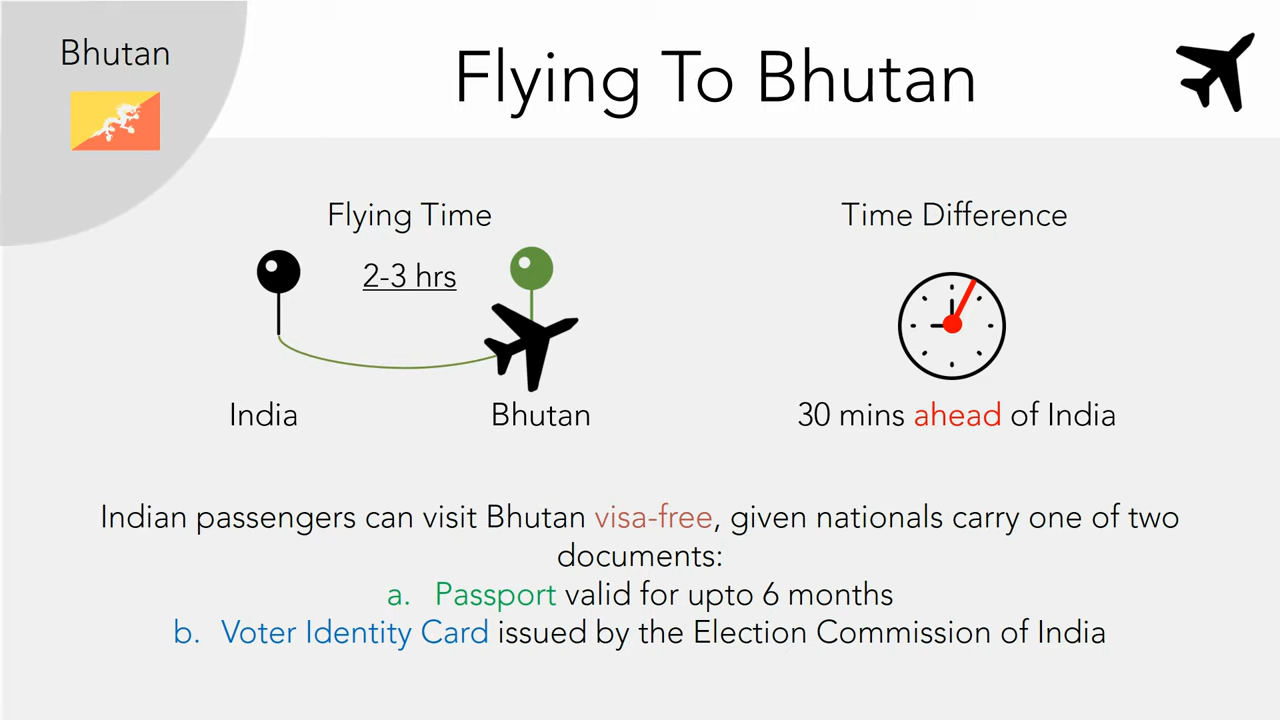 Bhutan
Flying To Bhutan
Flying Time
2-3 hrs
India
Bhutan
Time Difference
30 mins ahead of India
Indian passengers can visit Bhutan visa-free, given nationals carry one of two
documents:
a. Passport valid for upto 6 months
b. Voter Identity Card issued by the Election Commission of India